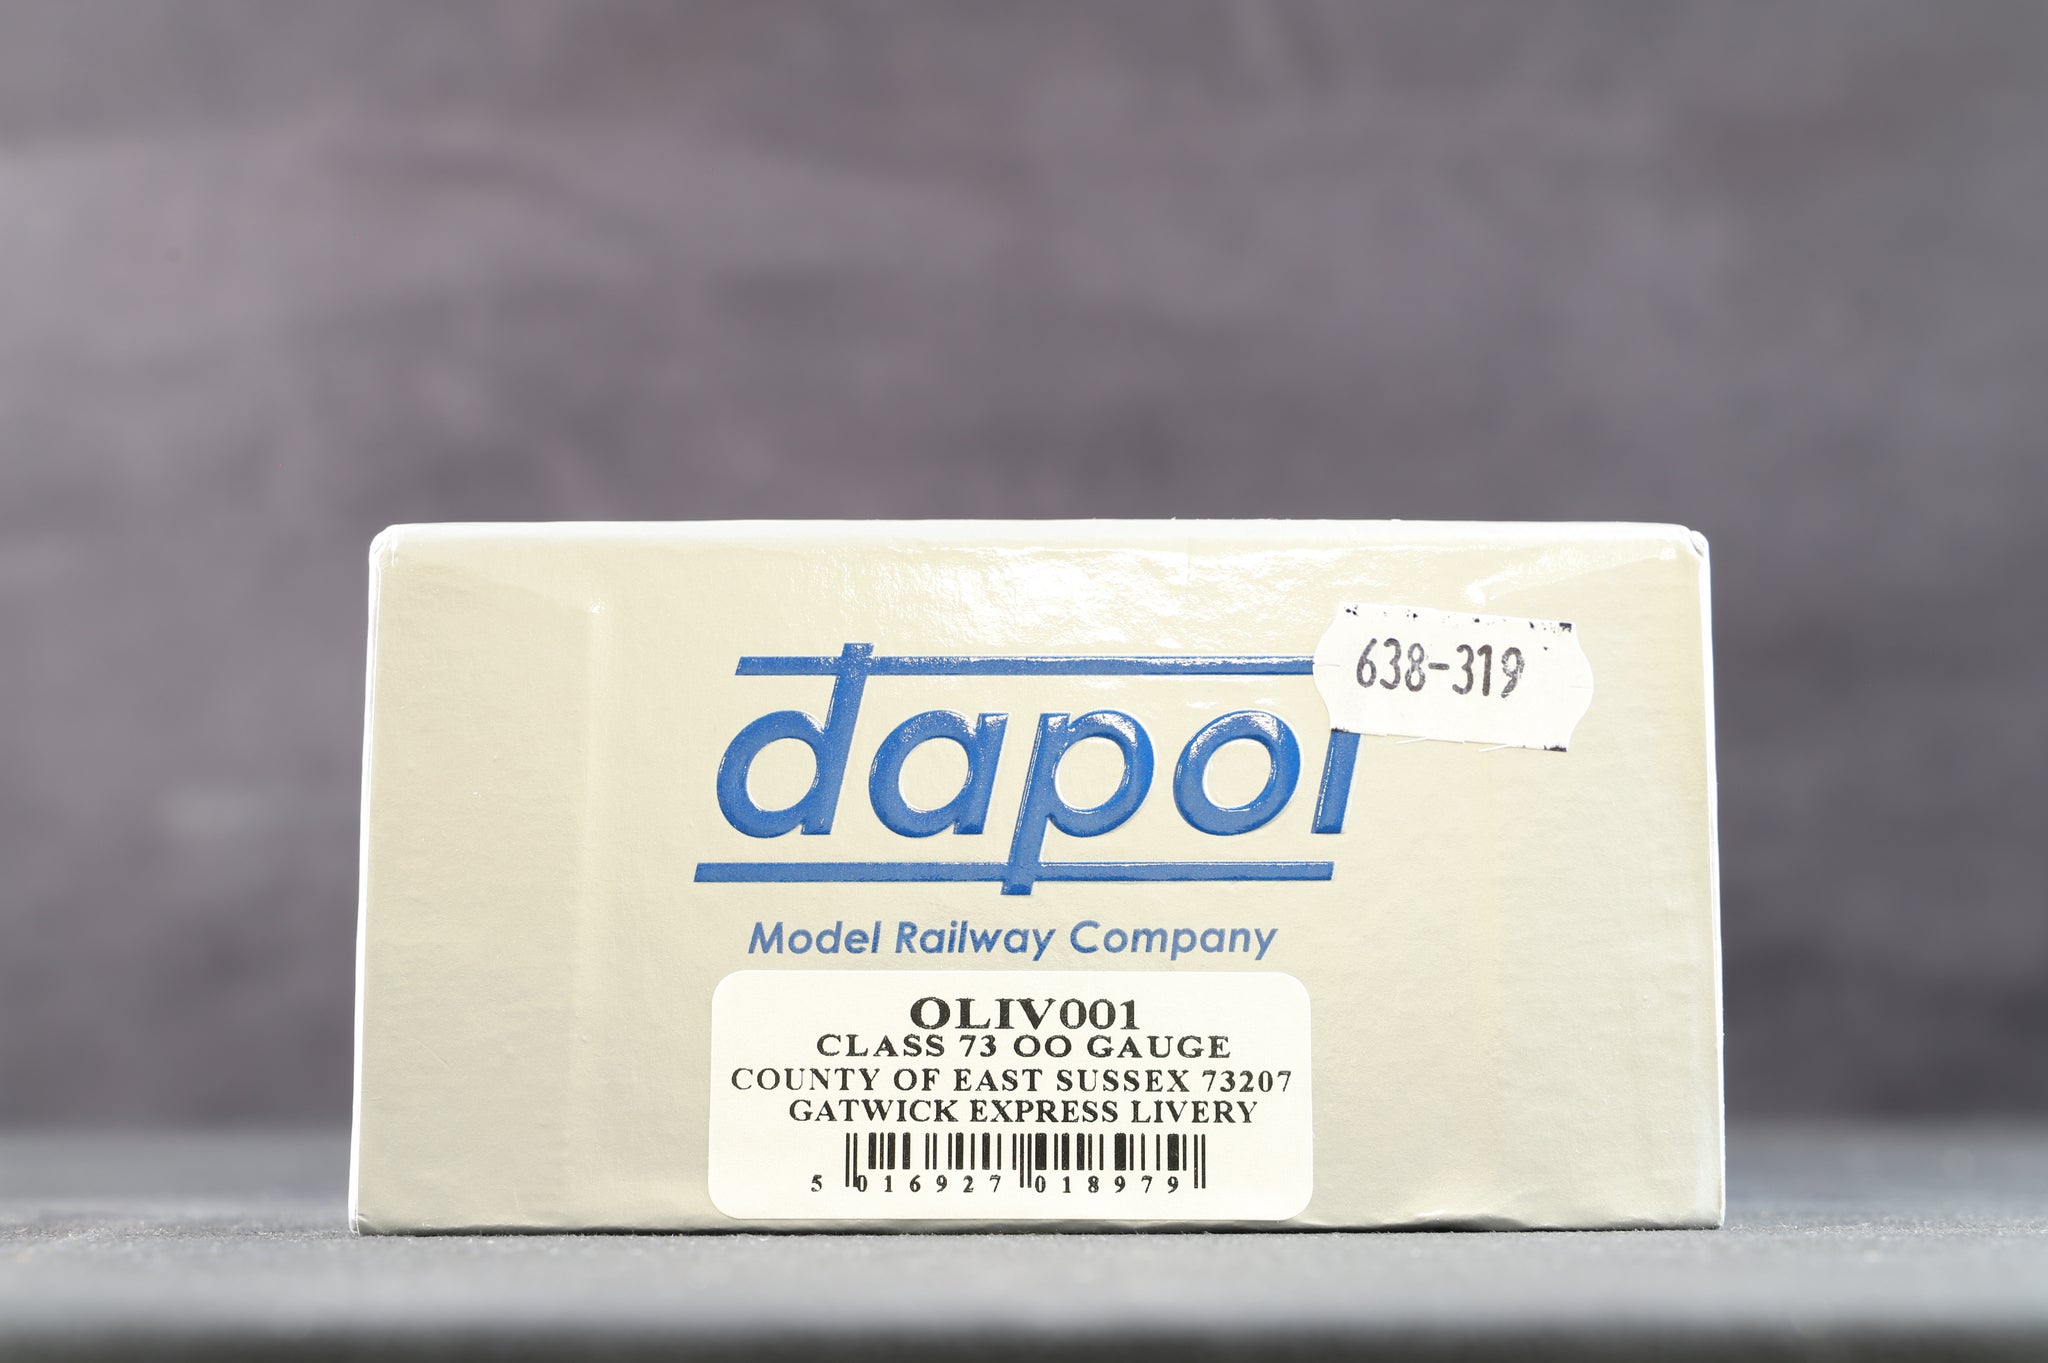 638-319
dapor
Model Railway Company
OLIV001
CLASS 73 OO GAUGE
COUNTY OF EAST SUSSEX 73207
GATWICK EXPRESS LIVERY
5 016927 018979